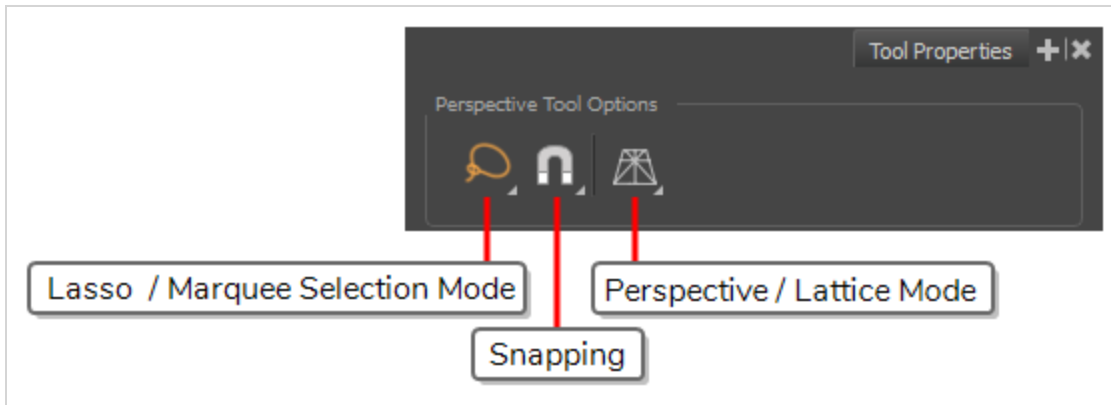 Tool Properties
Perspective Tool Options
Lasso / Marquee Selection Mode
Perspective / Lattice Mode
Snapping